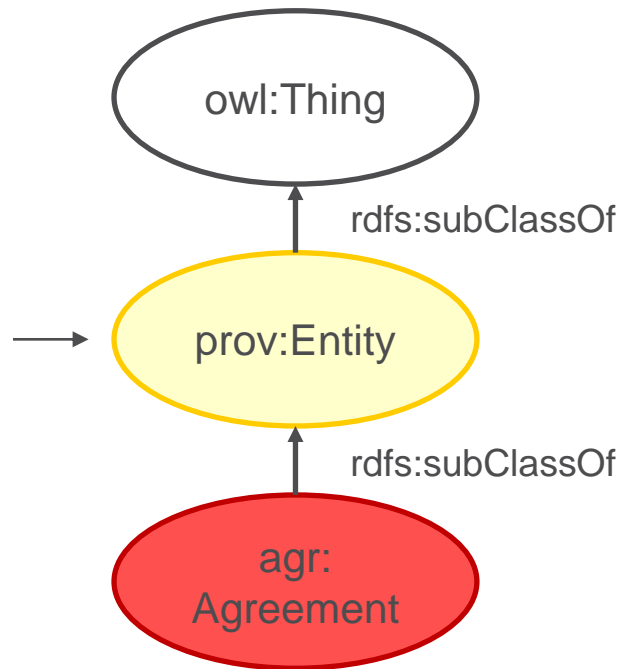 owl:Thing
rdfs:subClassOf
prov:Entity
rdfs:subClassOf
agr:
Agreement